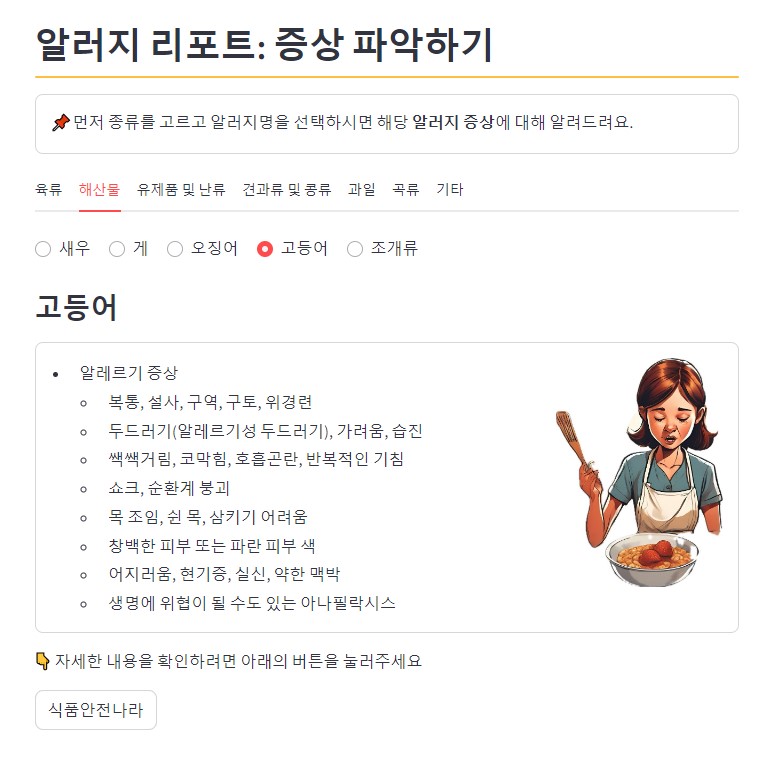 알러지 리포트: 증상 파악하기
📌먼저 종류를 고르고 알러지명을 선택하시면 해당 알러지 증상에 대해 알려드려요.
육류 해산물 유제품 및 난류 견과류 및 콩류 과일 곡류 기타
새우 게 오징어 고등어 조개류
고등어
알레르기 증상
복통, 설사, 구역, 구토, 위경련
두드러기(알레르기성 두드러기), 가려움, 습진
쌕쌕거림, 코막힘, 호흡곤란, 반복적인 기침
쇼크, 순환계 붕괴
목 조임, 쉰 목, 삼키기 어려움
창백한 피부 또는 파란 피부 색
어지러움, 현기증, 실신, 약한 맥박
생명에 위협이 될 수도 있는 아나필락시스
👇 자세한 내용을 확인하려면 아래의 버튼을 눌러주세요
식품안전나라